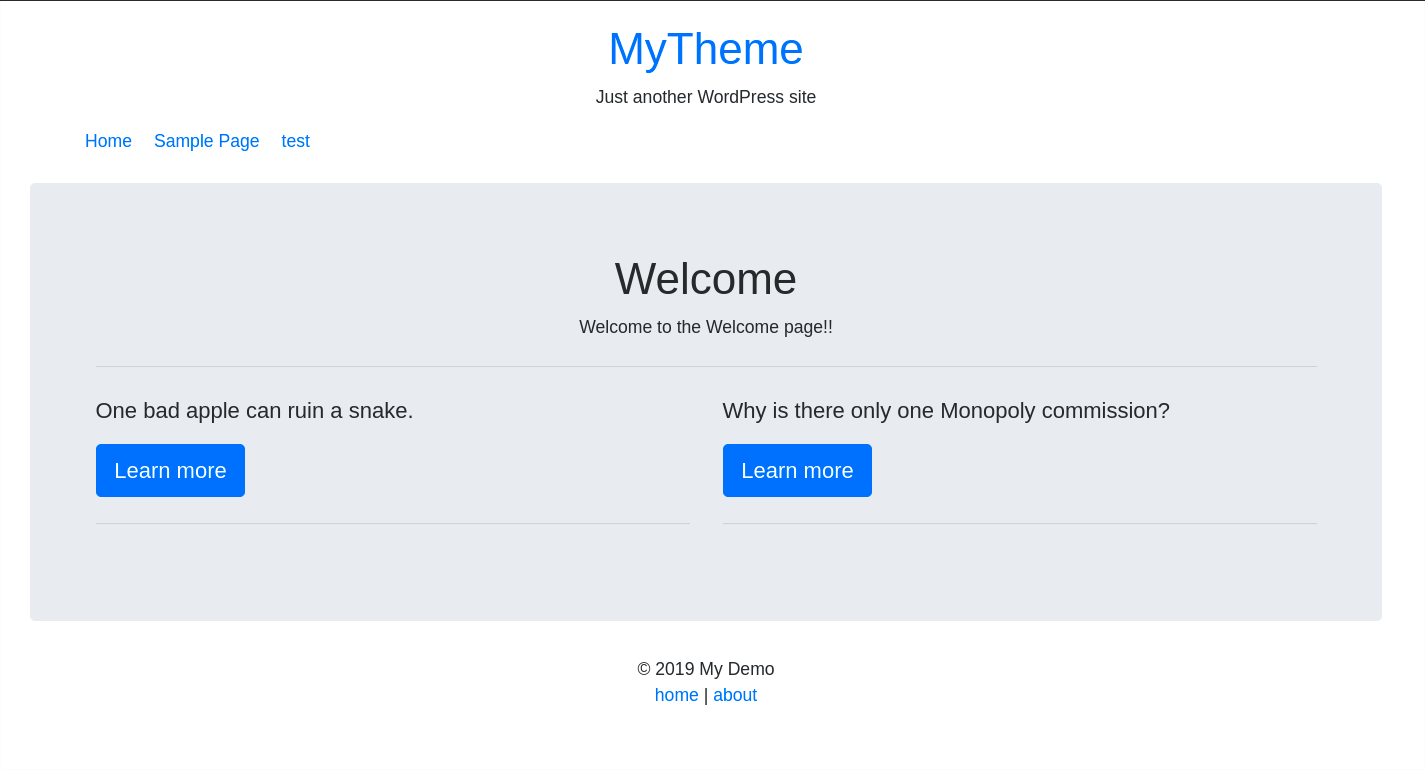 MyTheme
Just another WordPress site
Home Sample Page test
Welcome
Welcome to the Welcome page!!
One bad apple can ruin a snake.
Learn more
Why is there only one Monopoly commission?
Learn more
© 2019 My Demo
home | about